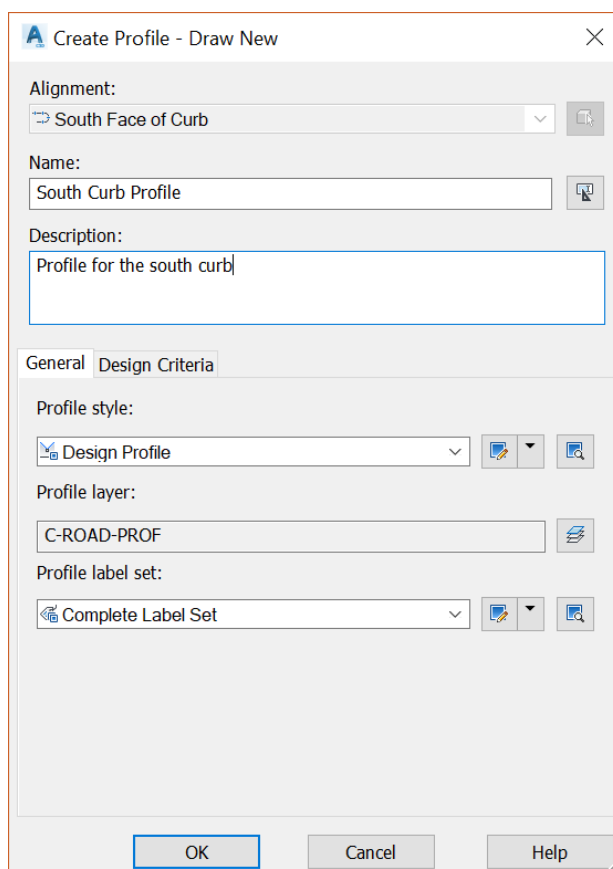 Create Profile - Draw New
Alignment:
South Face of Curb
Name:
South Curb Profile
Description:
Profile for the south curb
General Design Criteria
Profile style:
Design Profile
Profile layer:
C-ROAD-PROF
Profile label set:
Complete Label Set
OK Cancel Help